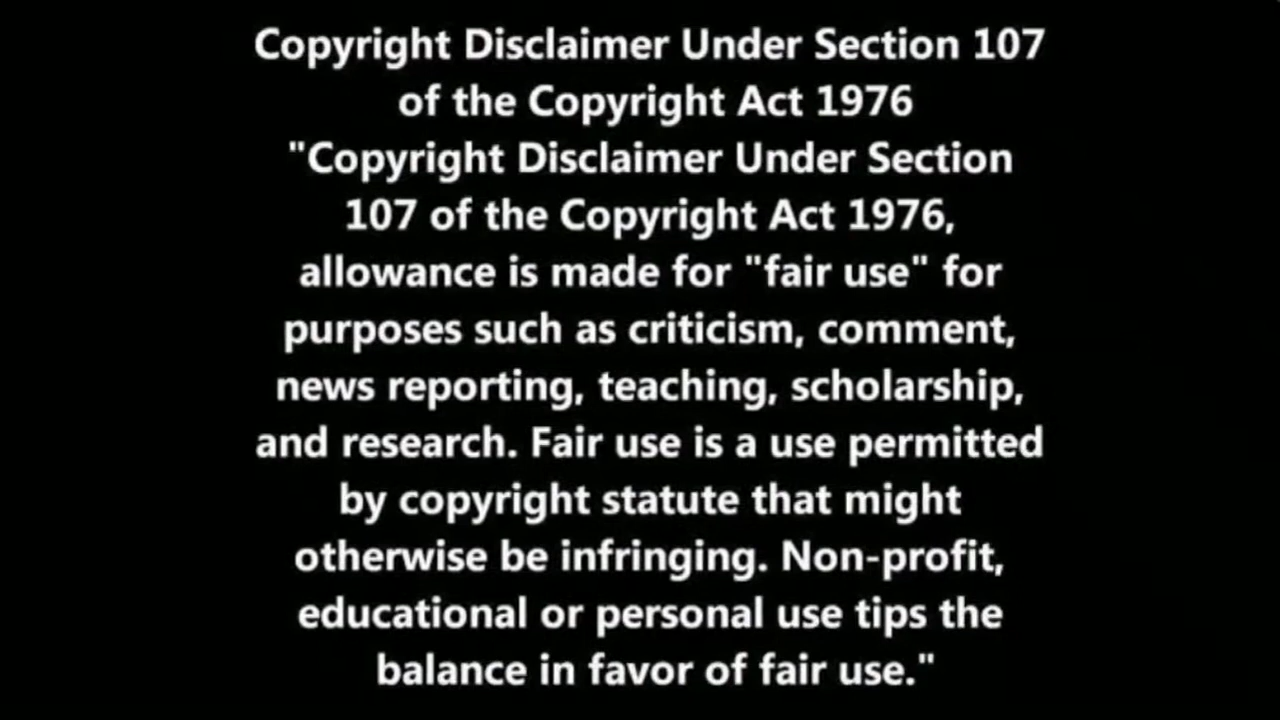 Copyright Disclaimer Under Section 107
of the Copyright Act 1976
"Copyright Disclaimer Under Section
107 of the Copyright Act 1976,
allowance is made for "fair use" for
purposes such as criticism, comment,
news reporting, teaching, scholarship,
and research. Fair use is a use permitted
by copyright statute that might
otherwise be infringing. Non-profit,
educational or personal use tips the
balance in favor of fair use."